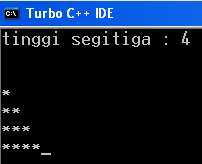 Turbo C++ IDE
tinggi segitiga : 4
*
**
***
****_